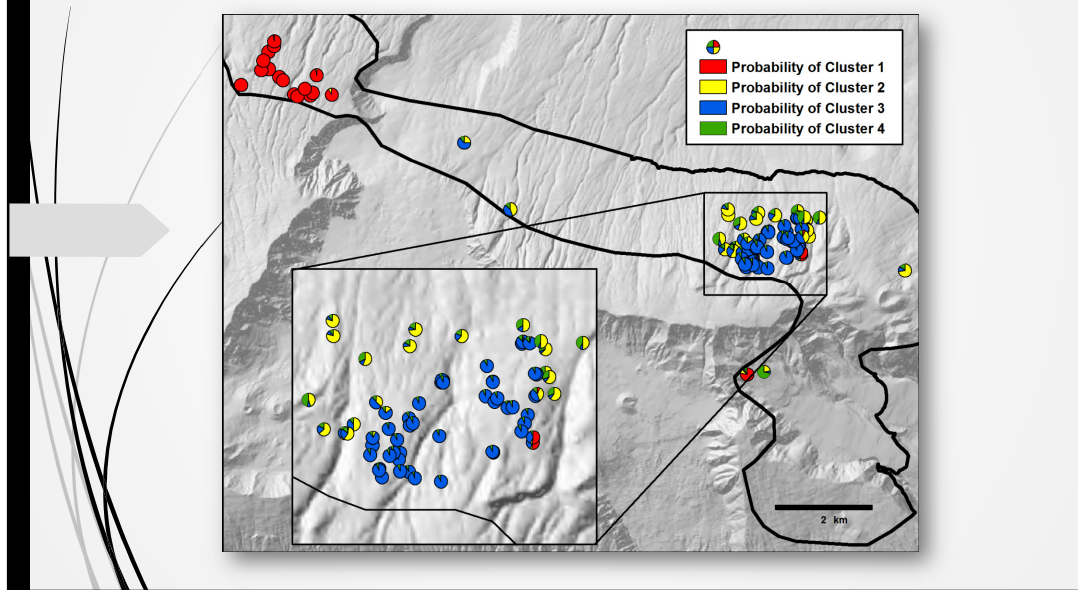 Probability of Cluster 1
Probability of Cluster 2
Probability of Cluster 3
Probability of Cluster 4
2 km